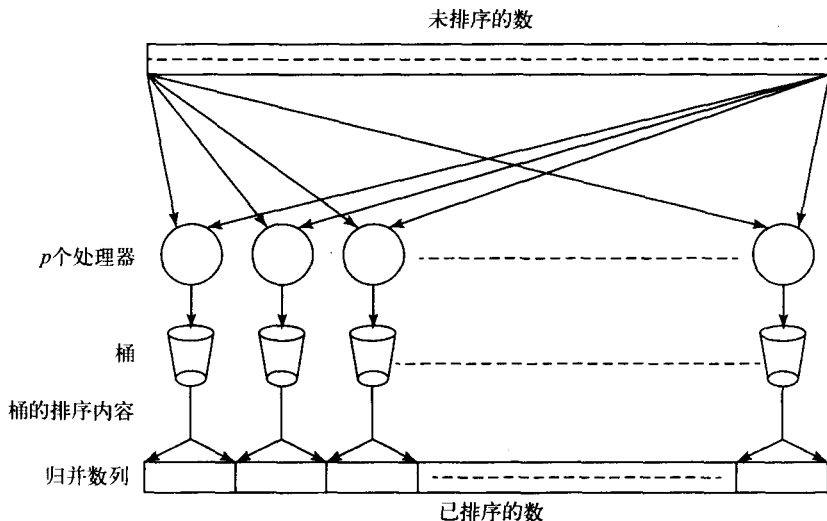 未排序的数
p个处理器
桶
桶的排序内容
归并数列
已排序的数